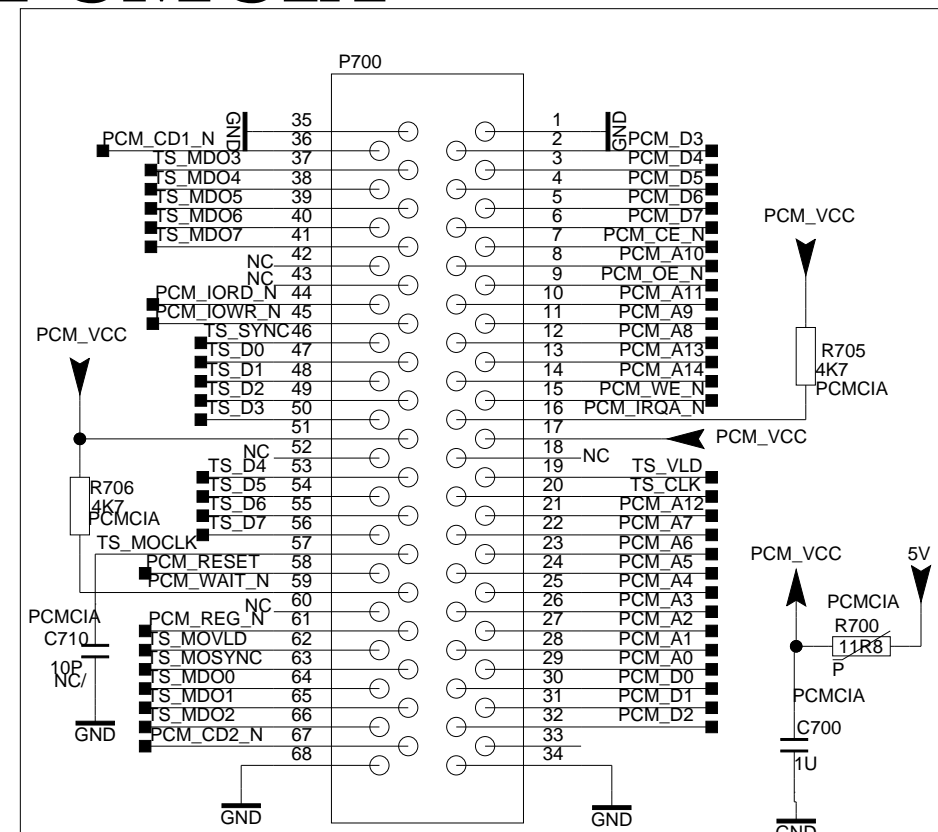 P700
35
GND
PCM_CD1_N 36
TS_MDO3 37
TS_MDO4 38
TS_MDO5 39
TS_MDO6 40
TS_MDO7 41
NC 42
NC 43
PCM_IORD_N 44
PCM_IOWR_N 45
TS_SYNC 46
TS_D0 47
TS_D1 48
TS_D2 49
TS_D3 50
51
NC 52
TS_D4 53
TS_D5 54
TS_D6 55
TS_D7 56
TS_MOCLK 57
PCM_RESET 58
PCM_WAIT_N 59
NC 60
PCM_REG_N 61
TS_MOVLD 62
TS_MOSYNC 63
TS_MDO0 64
TS_MDO1 65
TS_MDO2 66
PCM_CD2_N 67
68
GND
PCM_VCC
R706
4K7
PCMCIA
PCMCIA
C710
10P
NC/
GND
1
GND
2 PCM_D3
3 PCM_D4
4 PCM_D5
5 PCM_D6
6 PCM_D7
7 PCM_CE_N
8 PCM_A10
9 PCM_OE_N
10 PCM_A11
11 PCM_A9
12 PCM_A8
13 PCM_A13
14 PCM_A14
15 PCM_WE_N
16 PCM_IRQA_N
17 PCM_VCC
18 NC
19 TS_VLD
20 TS_CLK
21 PCM_A12
22 PCM_A7
23 PCM_A6
24 PCM_A5
25 PCM_A4
26 PCM_A3
27 PCM_A2
28 PCM_A1
29 PCM_A0
30 PCM_D0
31 PCM_D1
32 PCM_D2
33
34
GND
PCM_VCC
R705
4K7
PCMCIA
PCM_VCC
5V
PCMCIA
R700
11R8
P
PCMCIA
C700
1U
GND